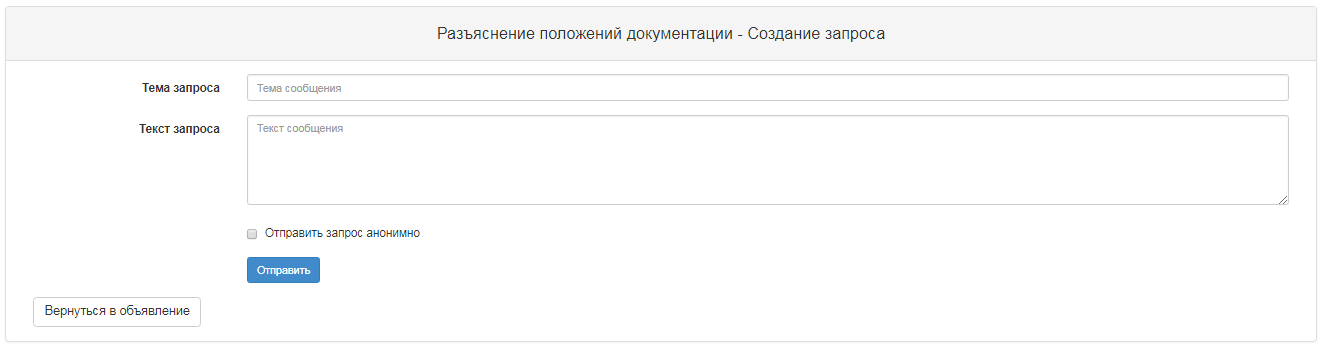 Разъяснение положений документации - Создание запроса
Тема запроса
Тема сообщения
Текст запроса
Текст сообщения
Отправить запрос анонимно
Отправить
Вернуться в объявление